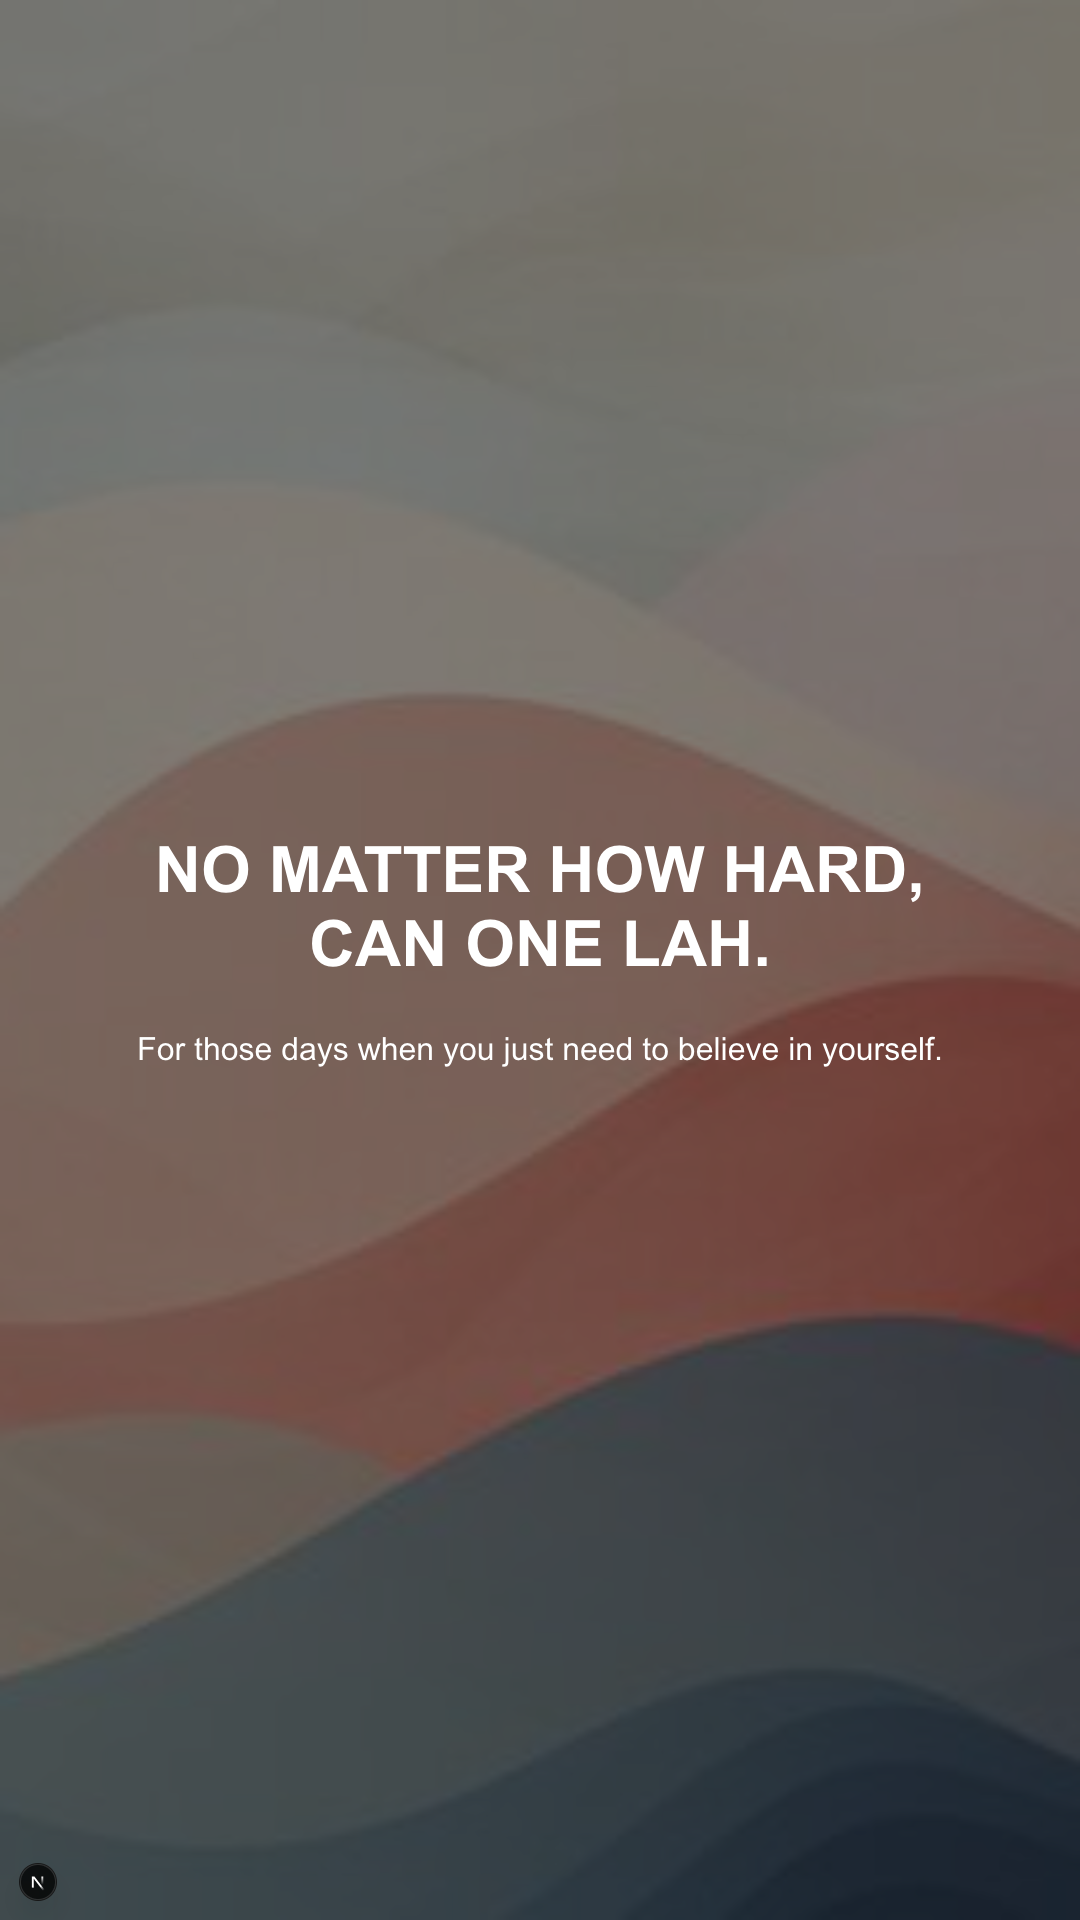 NO MATTER HOW HARD,
CAN ONE LAH.
For those days when you just need to believe in yourself.
N